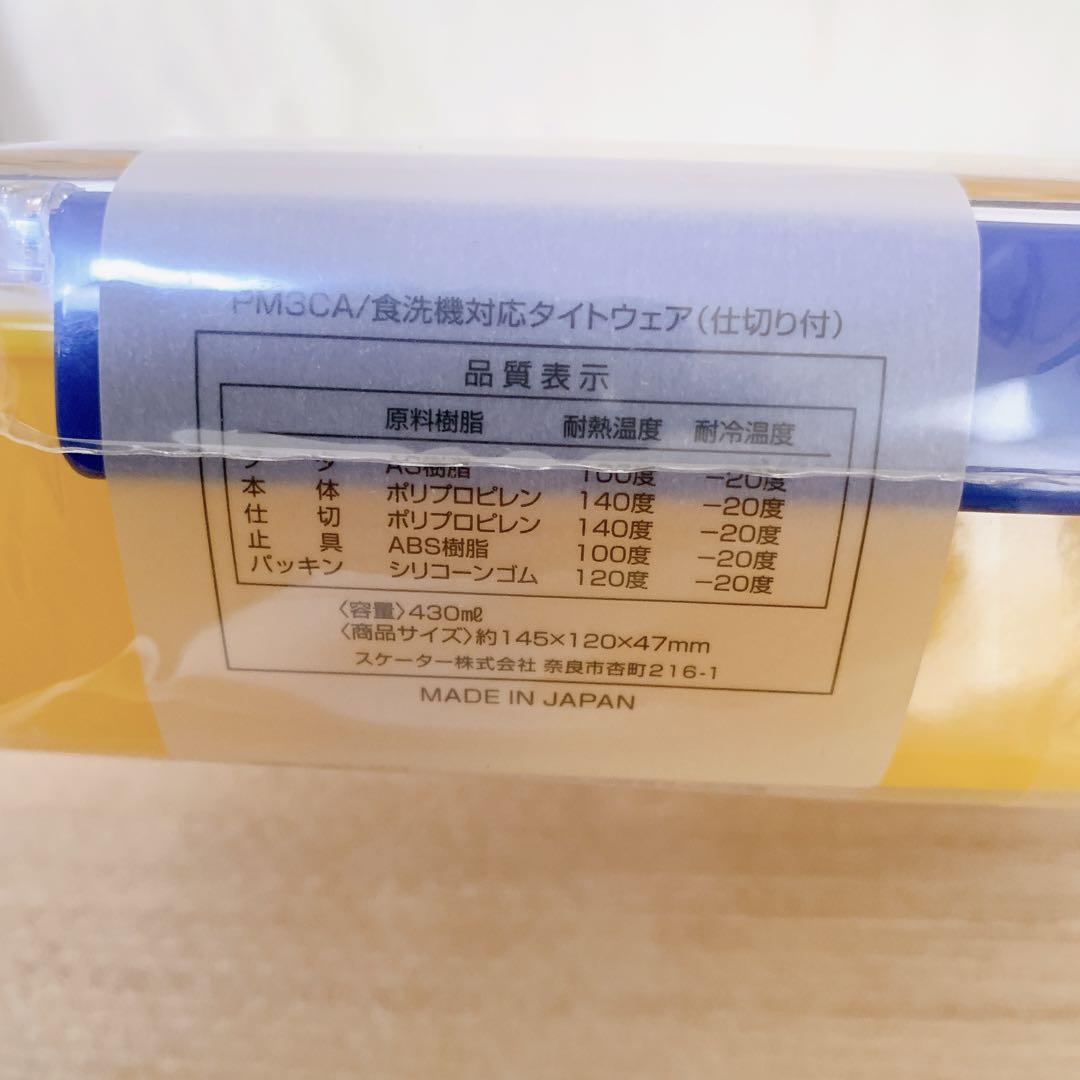 PM3CA/食洗機対応タイトウェア(仕切り付)
品質表示
原料樹脂 耐熱温度 耐冷温度
フタ AS樹脂 100度 −20度
本体 ポリプロピレン 140度 −20度
仕切 ポリプロピレン 140度 −20度
止具 ABS樹脂 100度 −20度
パッキン シリコーンゴム 120度 −20度
〈容量〉430㎖
〈商品サイズ〉約145×120×47mm
スケーター株式会社 奈良市杏町216-1
MADE IN JAPAN